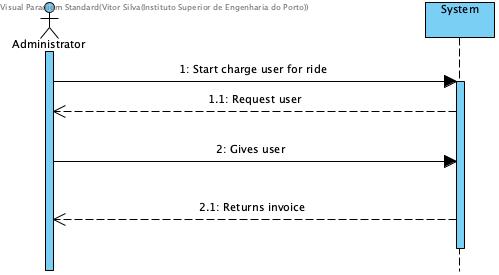 Visual Paradigm Standard(Vitor Silva(Instituto Superior de Engenharia do Porto))
System
Administrator
1: Start charge user for ride
1.1: Request user
2: Gives user
2.1: Returns invoice